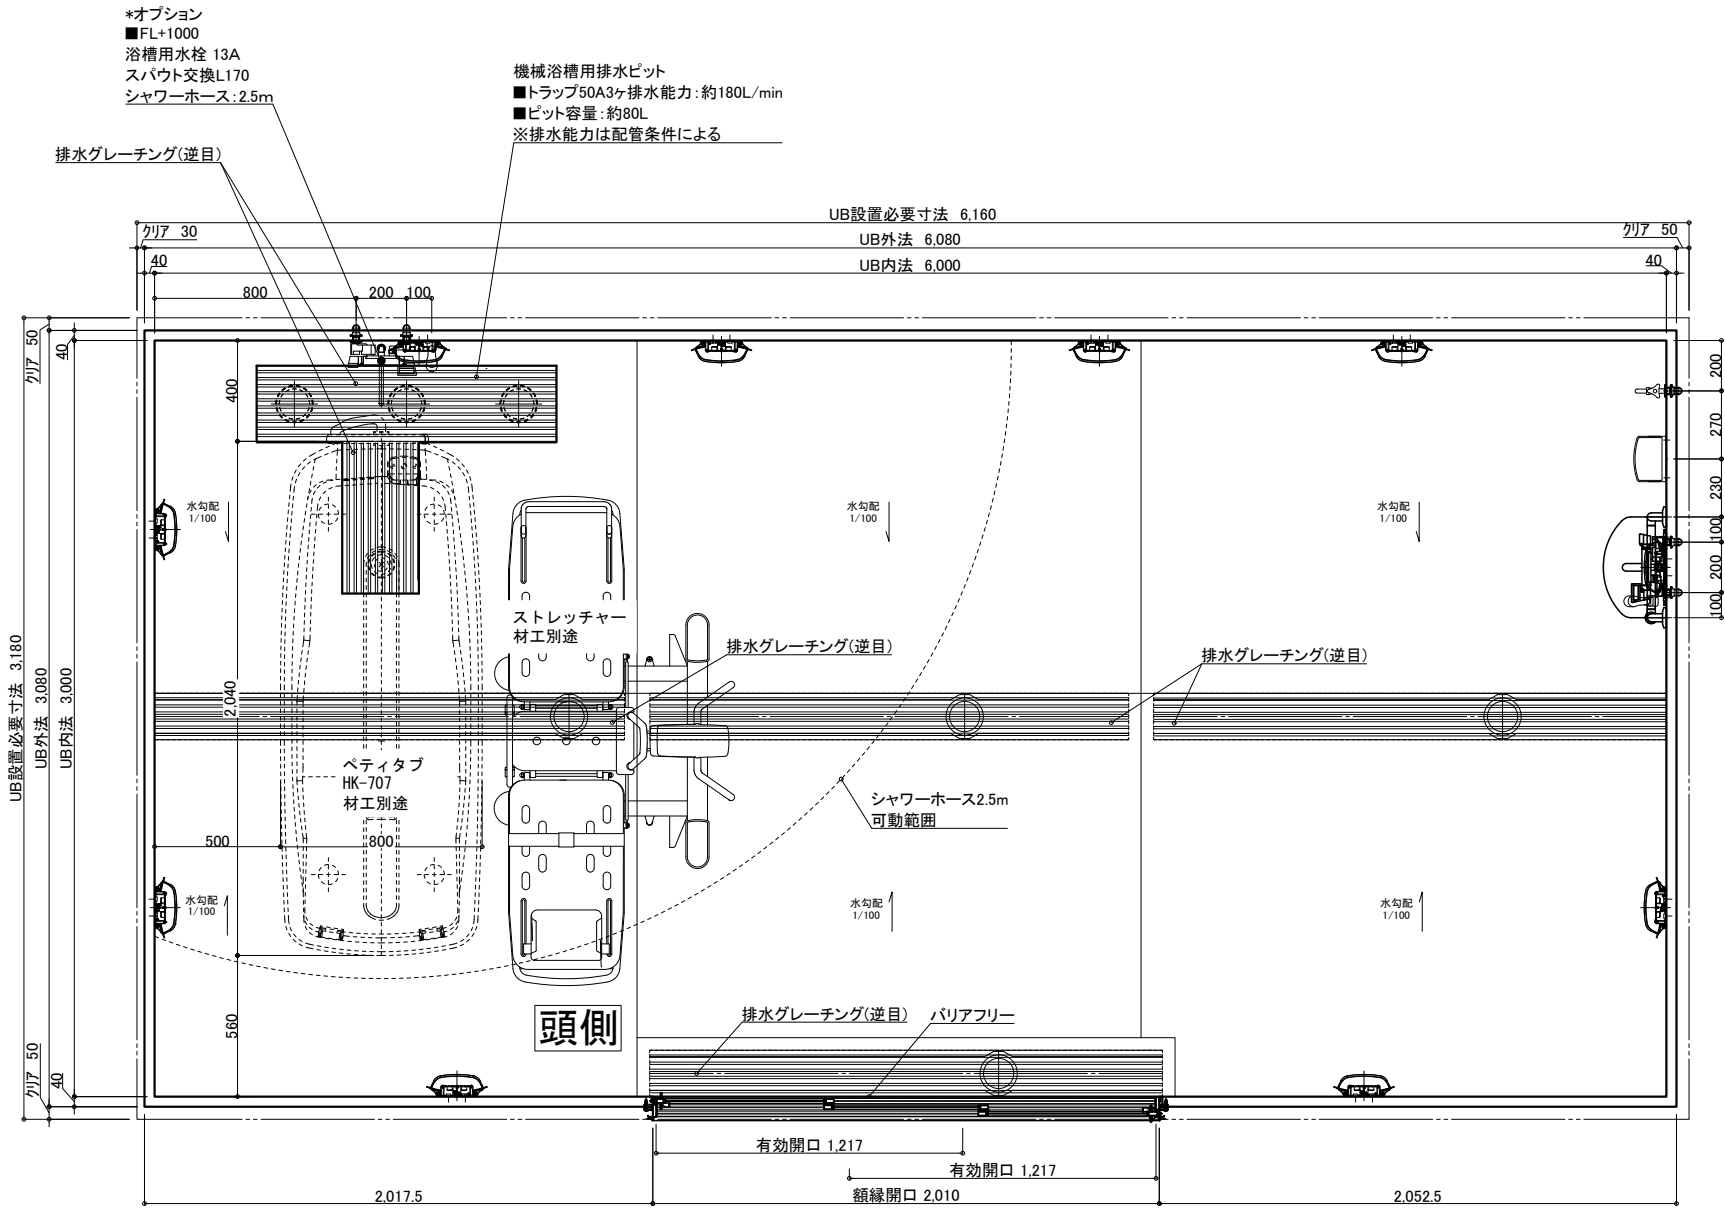 *オプション
■FL+1000
浴槽用水栓 13A
スパウト交換L170
シャワーホース:2.5m
機械浴槽用排水ピット
■トラップ50A3ヶ排水能力:約180L/min
■ピット容量:約80L
※排水能力は配管条件による
排水グレーチング(逆目)
UB設置必要寸法 6,160
クリア 30
UB外法 6,080
クリア 50
40
UB内法 6,000
40
800
200
100
クリア 50
40
400
200
270
230
100
200
100
水勾配
1/100
水勾配
1/100
水勾配
1/100
ストレッチャー
材工別途
排水グレーチング(逆目)
排水グレーチング(逆目)
UB設置必要寸法 3,180
UB外法 3,080
UB内法 3,000
2,040
ペティタブ
HK-707
材工別途
シャワーホース2.5m
可動範囲
500
800
水勾配
1/100
水勾配
1/100
水勾配
1/100
560
頭側
排水グレーチング(逆目)
バリアフリー
クリア 50
40
有効開口 1,217
有効開口 1,217
2,017.5
額縁開口 2,010
2,052.5